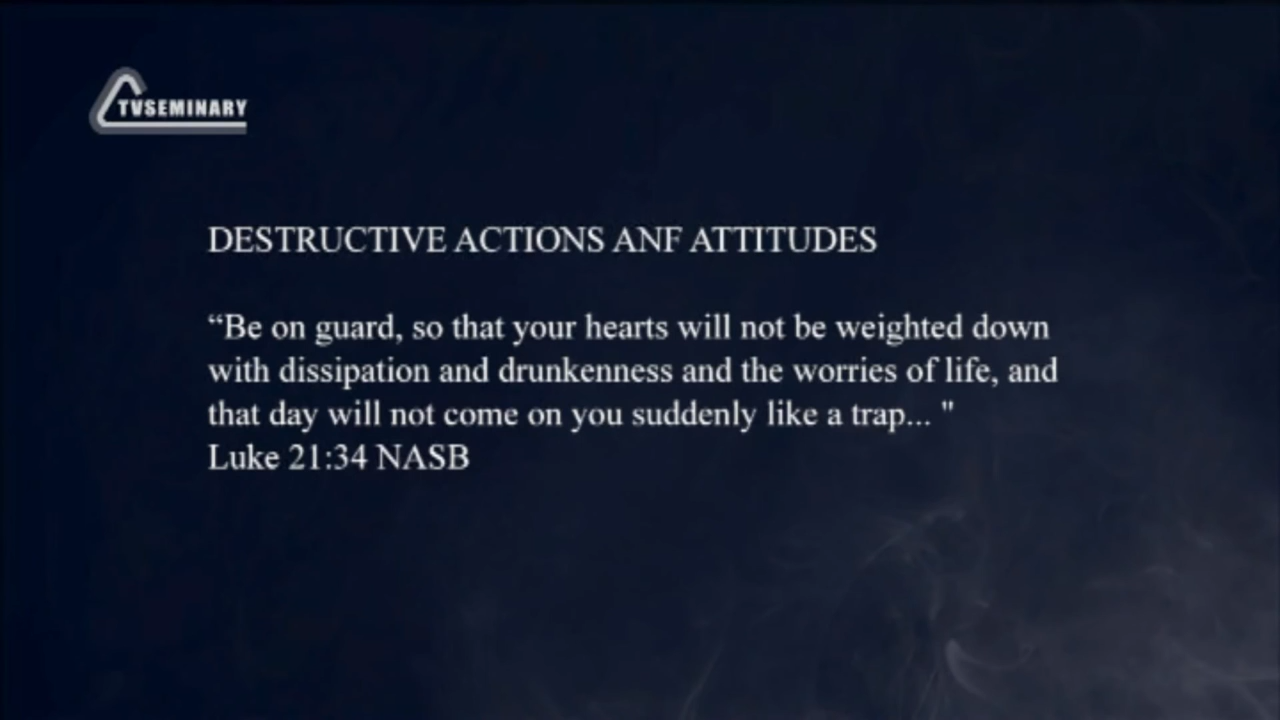 TVSEMINARY
DESTRUCTIVE ACTIONS ANF ATTITUDES
“Be on guard, so that your hearts will not be weighted down
with dissipation and drunkenness and the worries of life, and
that day will not come on you suddenly like a trap... "
Luke 21:34 NASB